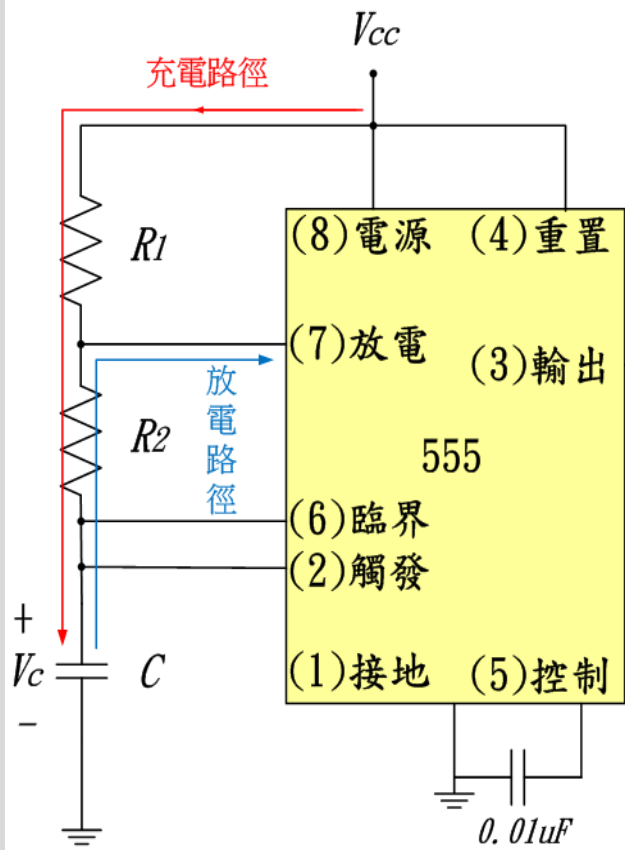 Vcc
充電路徑
R1
(8)電源 (4)重置
(7)放電
(3)輸出
放電路徑
R2
555
(6)臨界
(2)觸發
+
Vc
-
C
(1)接地 (5)控制
0.01uF